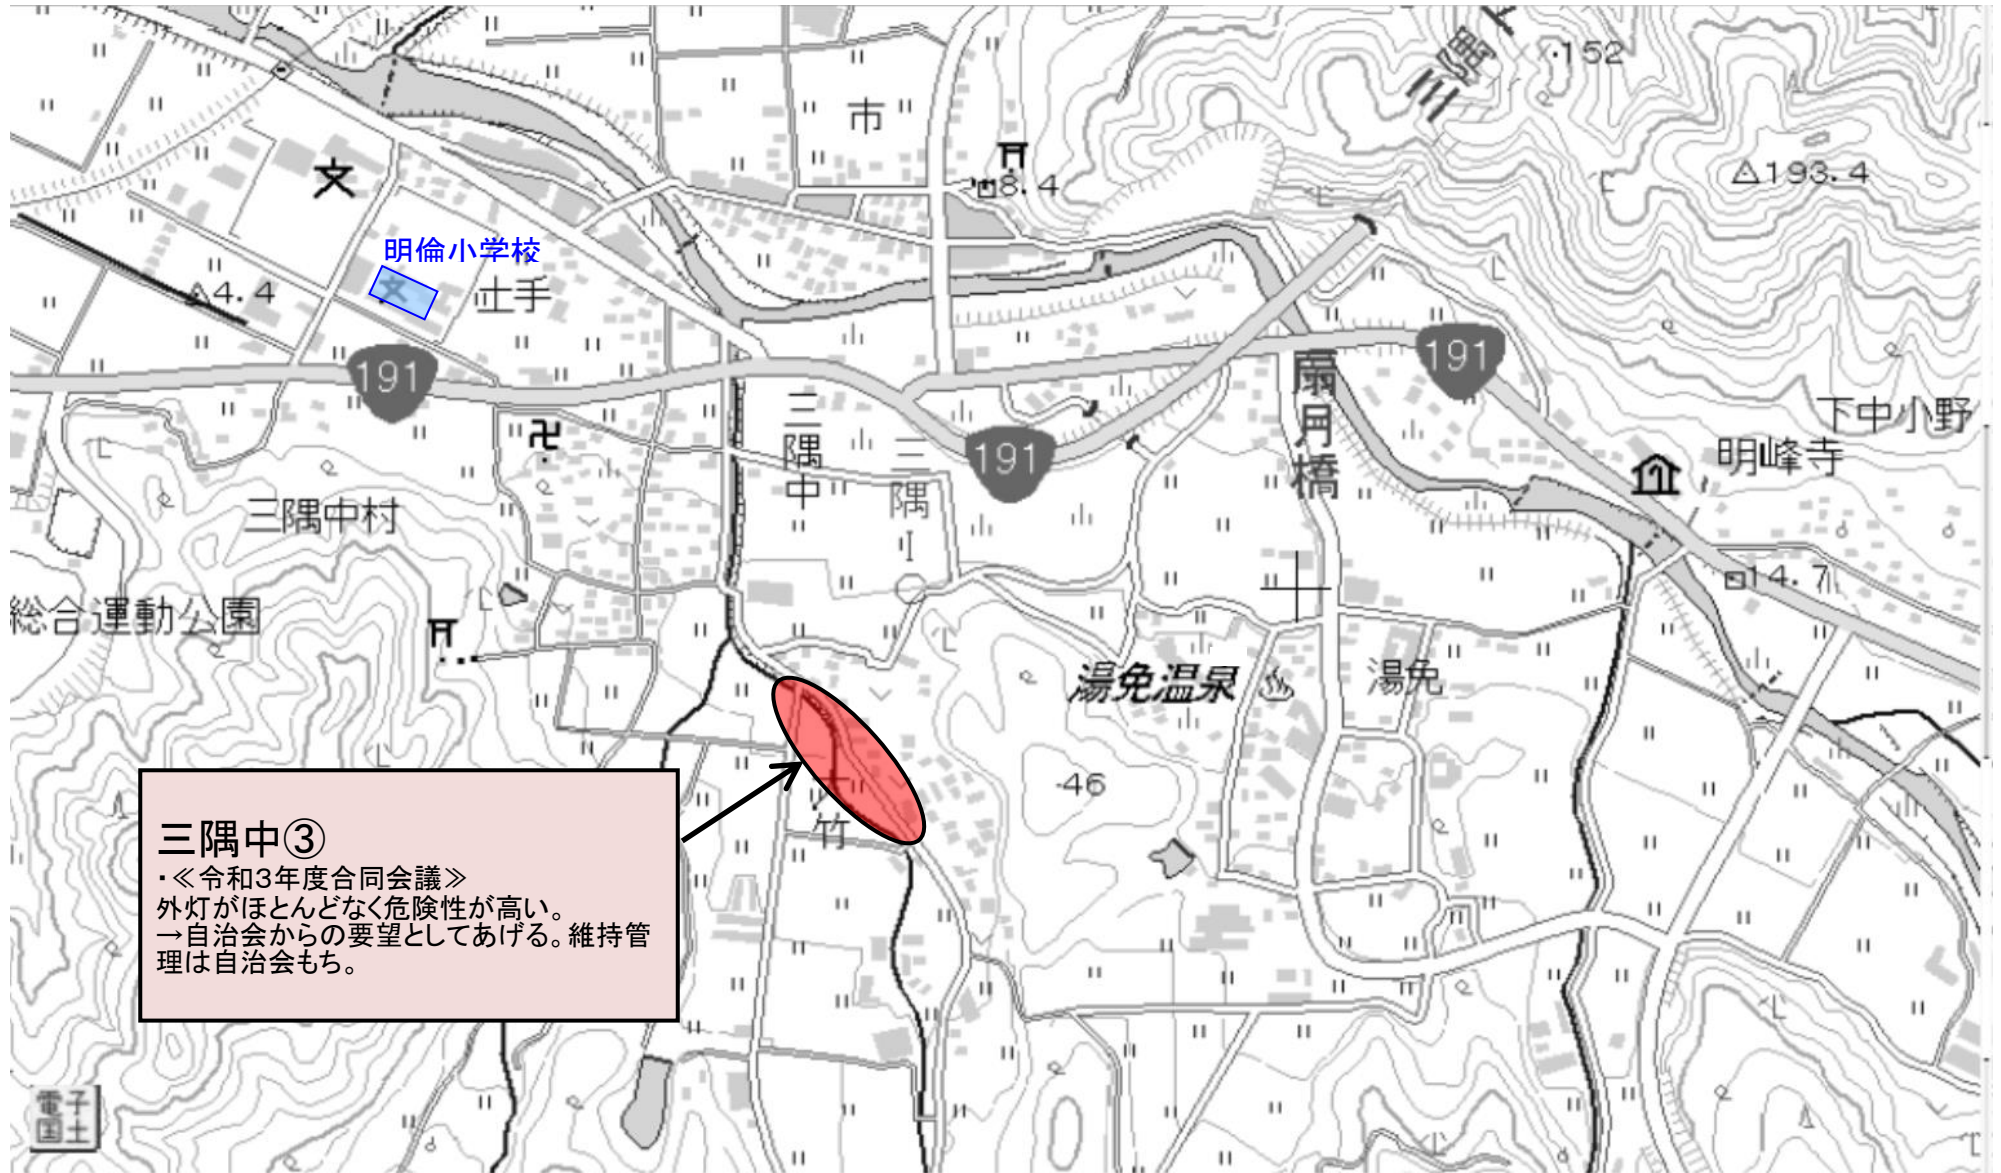 152
市
8.4
193.4
明倫小学校
4.4
土手
191
191
扇月橋
三隅中
三隅
191
下中小野
明峰寺
三隅中村
14.7
総合運動公園
湯免温泉
湯免
46
竹
三隅中③
・≪令和3年度合同会議≫
外灯がほとんどなく危険性が高い。
→自治会からの要望としてあげる。維持管
理は自治会もち。
電子
国土